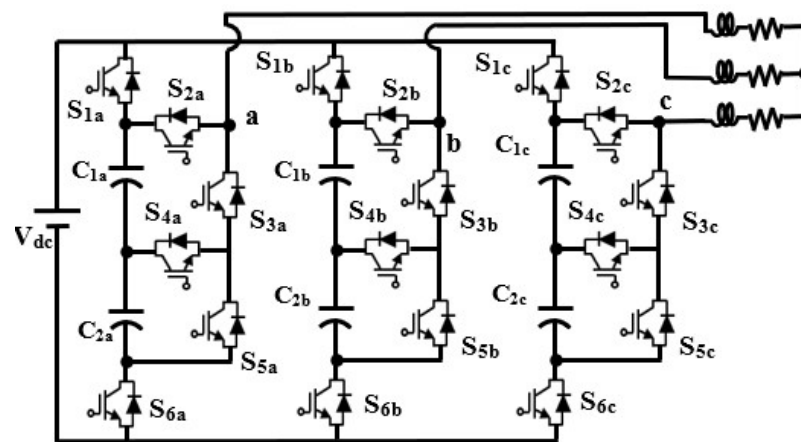 S1a
S2a
a
C1a
S3a
S4a
C2a
S5a
S6a
Vdc
S1b
S2b
b
C1b
S3b
S4b
C2b
S5b
S6b
S1c
S2c
c
C1c
S3c
S4c
C2c
S5c
S6c